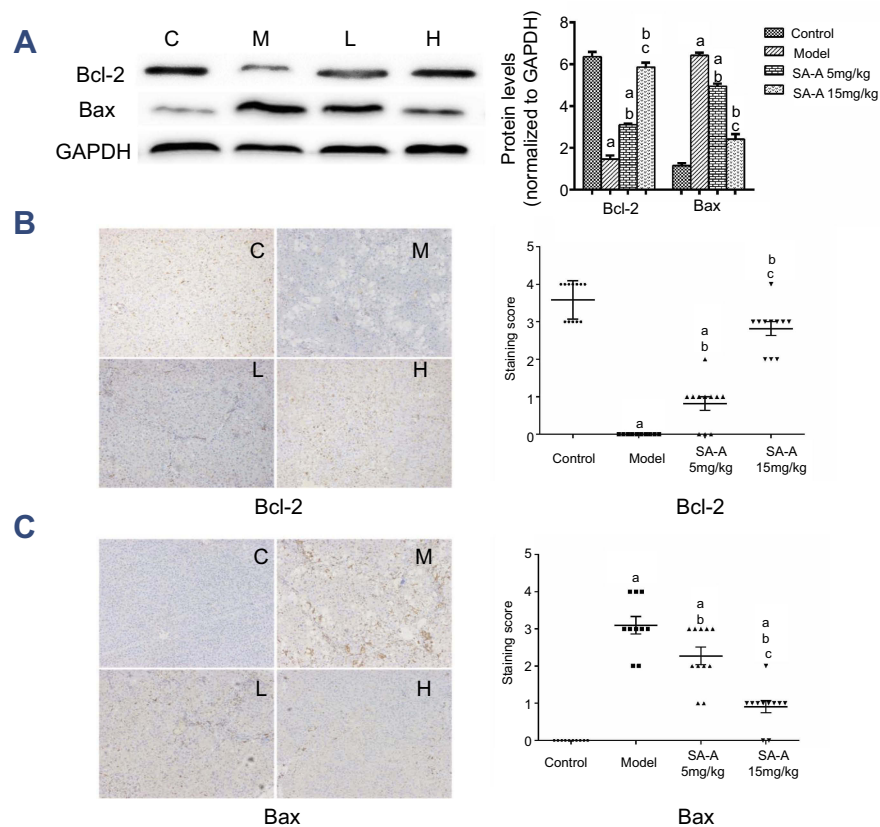 A
C M L H
Bcl-2
Bax
GAPDH
Protein levels
(normalized to GAPDH)
8
6
4
2
0
a
a
b
b
c
a
a
b
b
c
Bcl-2 Bax
Control
Model
SA-A 5mg/kg
SA-A 15mg/kg
B
C M
L H
Bcl-2
Staining score
5
4
3
2
1
0
a
a
b
b
c
Control Model SA-A 5mg/kg SA-A 15mg/kg
Bcl-2
C
C M
L H
Bax
Staining score
5
4
3
2
1
0
a
a
b
a
b
c
Control Model SA-A 5mg/kg SA-A 15mg/kg
Bax